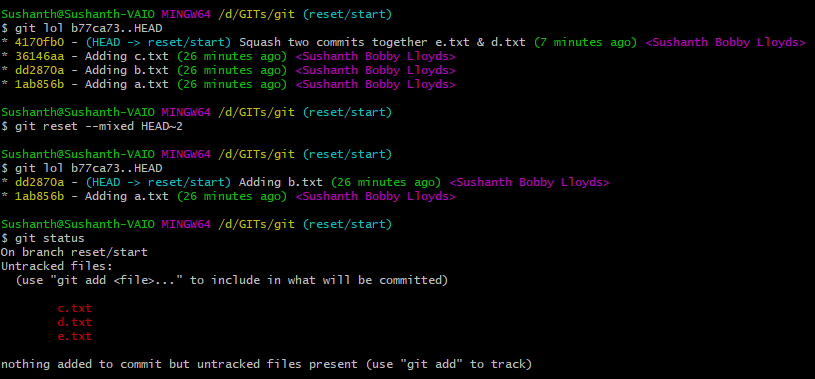 Sushanth@Sushanth-VAIO MINGW64 /d/GITs/git (reset/start)
$ git lol b77ca73..HEAD
* 4170fb0 - (HEAD -> reset/start) Squash two commits together e.txt & d.txt (7 minutes ago) <Sushanth Bobby Lloyds>
* 36146aa - Adding c.txt (26 minutes ago) <Sushanth Bobby Lloyds>
* dd2870a - Adding b.txt (26 minutes ago) <Sushanth Bobby Lloyds>
* 1ab856b - Adding a.txt (26 minutes ago) <Sushanth Bobby Lloyds>
Sushanth@Sushanth-VAIO MINGW64 /d/GITs/git (reset/start)
$ git reset --mixed HEAD~2
Sushanth@Sushanth-VAIO MINGW64 /d/GITs/git (reset/start)
$ git lol b77ca73..HEAD
* dd2870a - (HEAD -> reset/start) Adding b.txt (26 minutes ago) <Sushanth Bobby Lloyds>
* 1ab856b - Adding a.txt (26 minutes ago) <Sushanth Bobby Lloyds>
Sushanth@Sushanth-VAIO MINGW64 /d/GITs/git (reset/start)
$ git status
On branch reset/start
Untracked files:
(use "git add <file>..." to include in what will be committed)
c.txt
d.txt
e.txt
nothing added to commit but untracked files present (use "git add" to track)